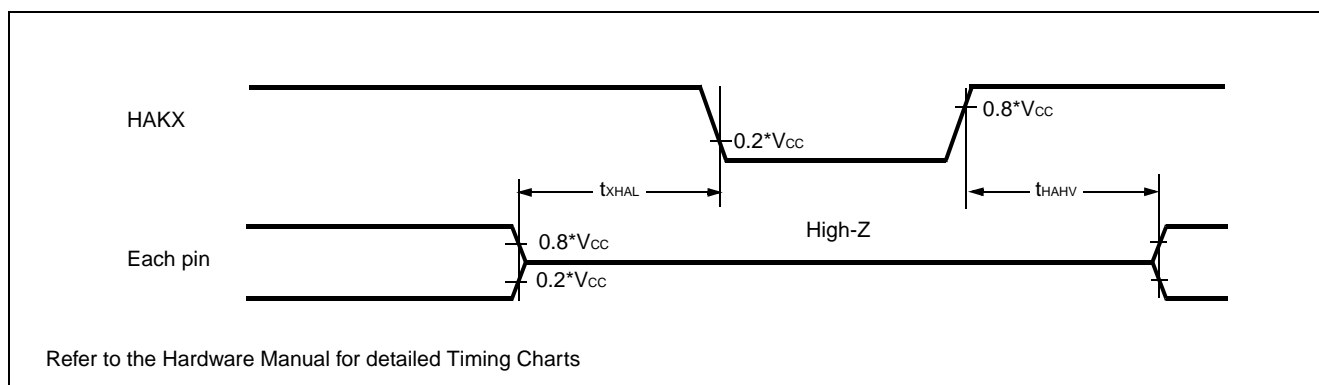 HAKX
0.8*VCC
0.2*VCC
tXHAL
tHAHV
High-Z
Each pin
0.8*VCC
0.2*VCC
Refer to the Hardware Manual for detailed Timing Charts